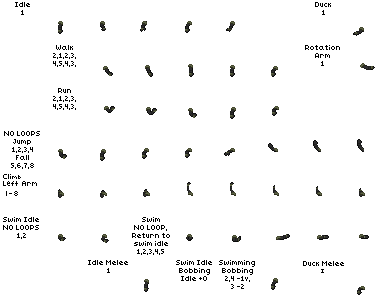 Idle
1
Duck
1
Walk
2,1,2,3,
4,5,4,3,
Rotation
Arm
1
Run
2,1,2,3,
4,5,4,3,
NO LOOPS
Jump
1,2,3,4
Fall
5,6,7,8
Climb
Left Arm
1-8
Swim Idle
NO LOOPS
1,2
Swim
NO LOOP,
Return to
swim idle
1,2,3,4,5
Idle Melee
1
Swim Idle
Bobbing
Idle +0
Swimming
Bobbing
2,4 -1y,
3 -2
Duck Melee
1